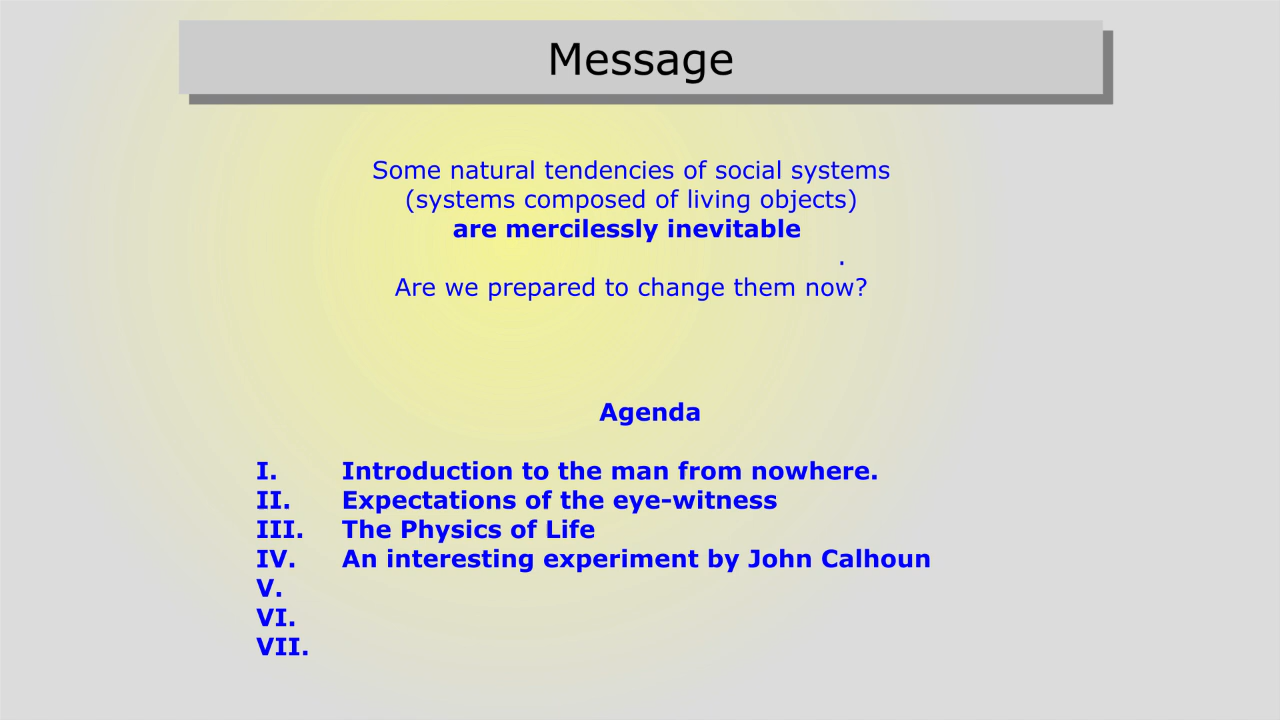 Message
Some natural tendencies of social systems
(systems composed of living objects)
are mercilessly inevitable
.
Are we prepared to change them now?
Agenda
I. Introduction to the man from nowhere.
II. Expectations of the eye-witness
III. The Physics of Life
IV. An interesting experiment by John Calhoun
V.
VI.
VII.